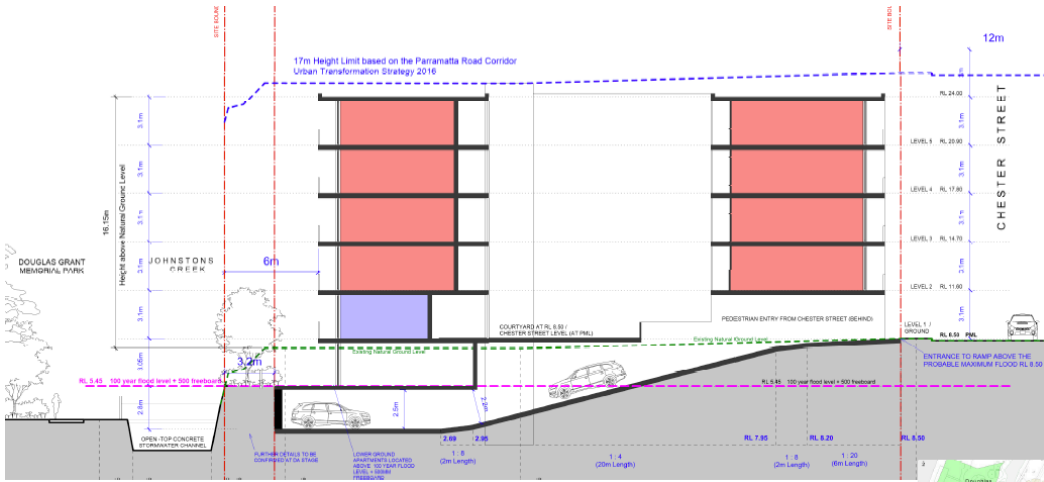 SITE BOUNE
12m
17m Height Limit based on the Parramatta Road Corridor
Urban Transformation Strategy 2016
RL 24.00
3.1m
3.1m
LEVEL 5 RL 20.90
3.1m
3.1m
LEVEL 4 RL 17.80
3.1m
3.1m
LEVEL 3 RL 14.70
3.1m
3.1m
LEVEL 2 RL 11.60
3.1m
3.1m
16.15m
Height above Natural Ground Level
CHESTER STREET
DOUGLAS GRANT
MEMORIAL PARK
JOHNSTONS
CREEK
6m
COURTYARD AT RL 8.50 /
CHESTER STREET LEVEL (AT PML)
PEDESTRIAN ENTRY FROM CHESTER STREET (BEHIND)
LEVEL 1 /
GROUND
RL 8.50 PML
Existing Natural Ground Level
Existing Natural Ground Level
3.2m
3.05m
ENTRANCE TO RAMP ABOVE THE
PROBABLE MAXIMUM FLOOD RL 8.50
RL 5.45 100 year flood level + 500 freeboard
RL 5.45 100 year flood level + 500 freeboard
2.8m
2.2m
OPEN -TOP CONCRETE
STORMWATER CHANNEL
2.89
2.95
RL 7.95
RL 8.20
RL 8.50
FURTHER DETAILS TO BE
CONFIRMED AT DA STAGE
LOWER GROUND
APARTMENTS LOCATED
ABOVE 100 YEAR FLOOD
LEVEL + 500MM
FREEBOARD
1 : 8
(2m Length)
1 : 4
(20m Length)
1 : 8
(2m Length)
1 : 20
(6m Length)
2